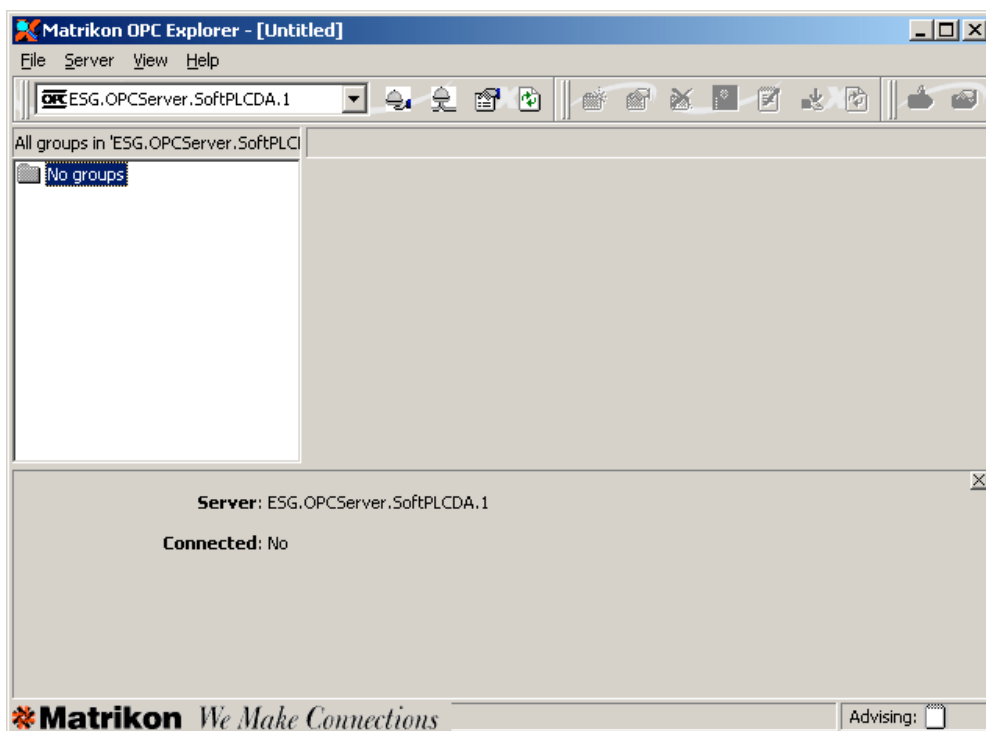 Matrikon OPC Explorer - [Untitled]
File Server View Help
OPC ESG.OPCServer.SoftPLCDA.1
All groups in 'ESG.OPCServer.SoftPLC
No groups
Server: ESG.OPCServer.SoftPLCDA.1
Connected: No
Matrikon We Make Connections
Advising: